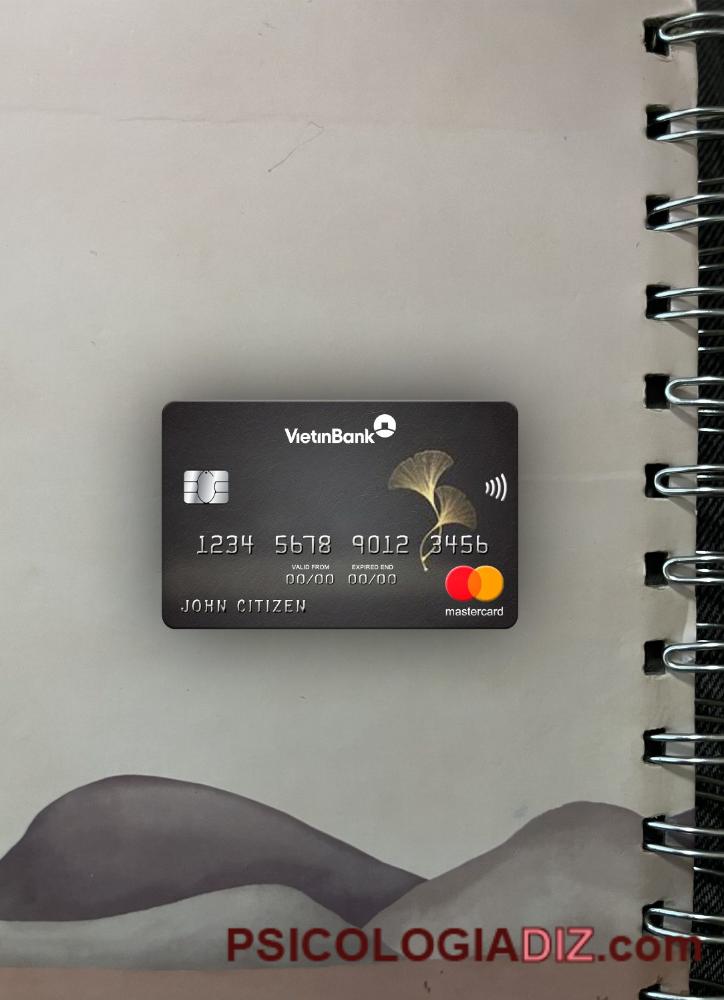 VietinBank
1234 5678 9012 3456
VALID FROM EXPIRED END
00/00 00/00
JOHN CITIZEN
mastercard
PSICOLOGIADIZ.com